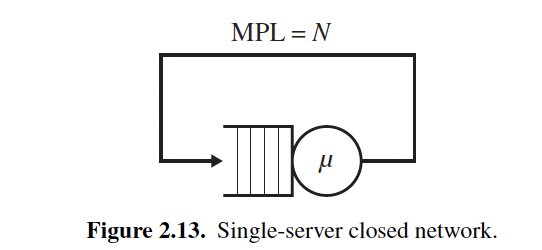 MPL = N
μ
Figure 2.13. Single-server closed network.